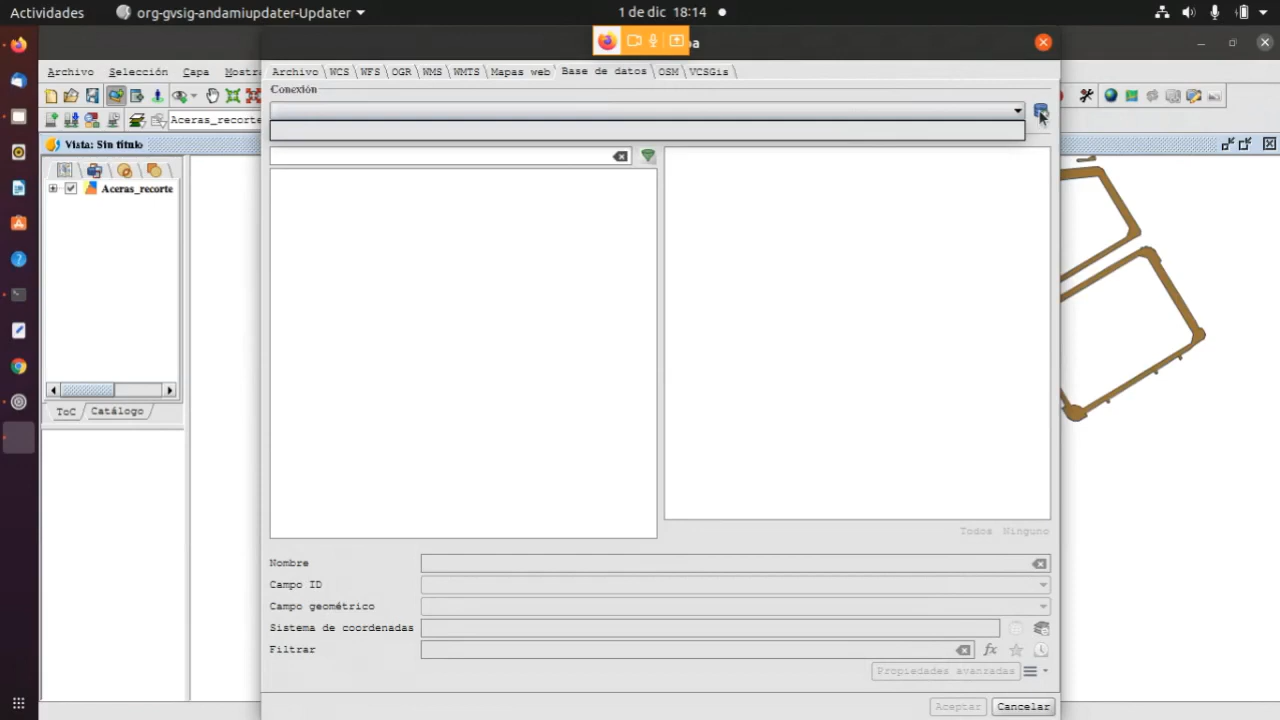 Actividades
org-gvsig-andamiupdater-Updater
1 de dic 18:14
Archivo Selección Capa Mostra
Archivo WCS WFS OGR WMS WMTS Mapas web Base de datos OSM VCSGis
Conexión
Aceras_recorte
Vista: Sin título
Aceras_recorte
ToC Catálogo
Todos Ninguno
Nombre
Campo ID
Campo geométrico
Sistema de coordenadas
Filtrar
fx
Propiedades avanzadas
Aceptar Cancelar